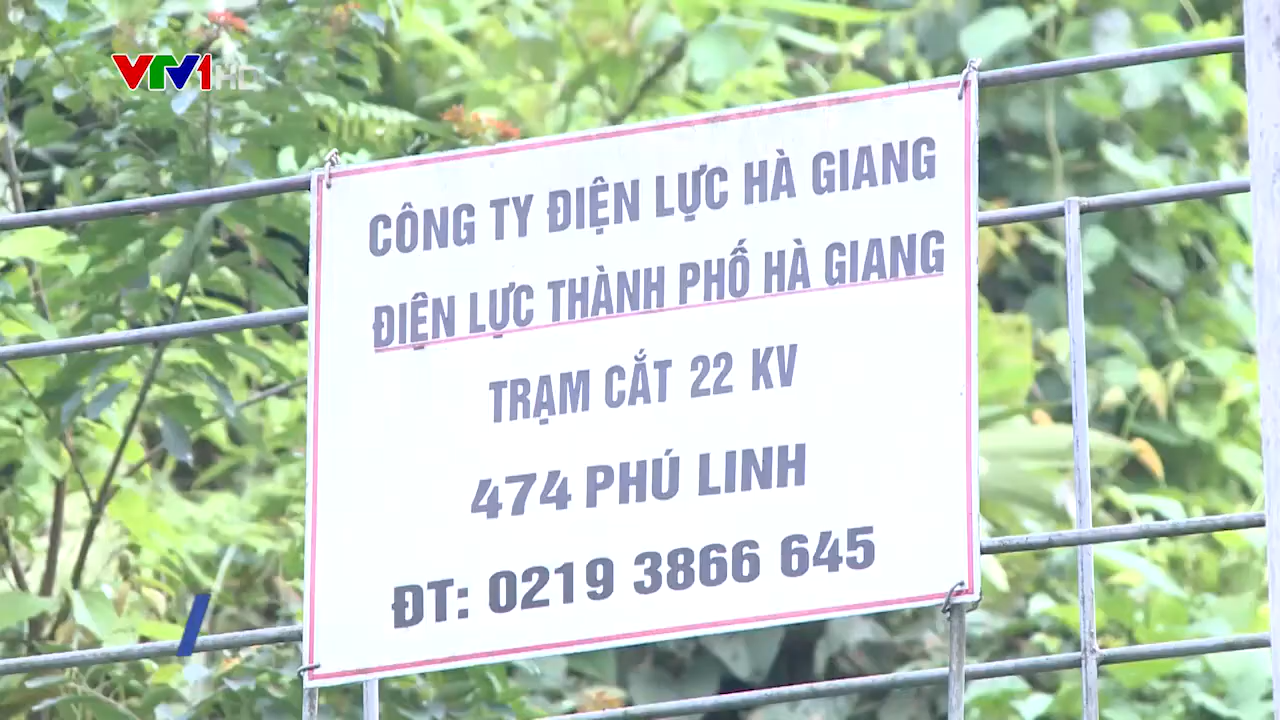 VTV1 HD
CÔNG TY ĐIỆN LỰC HÀ GIANG
ĐIỆN LỰC THÀNH PHỐ HÀ GIANG
TRẠM CẮT 22 KV
474 PHÚ LINH
ĐT: 0219 3866 645